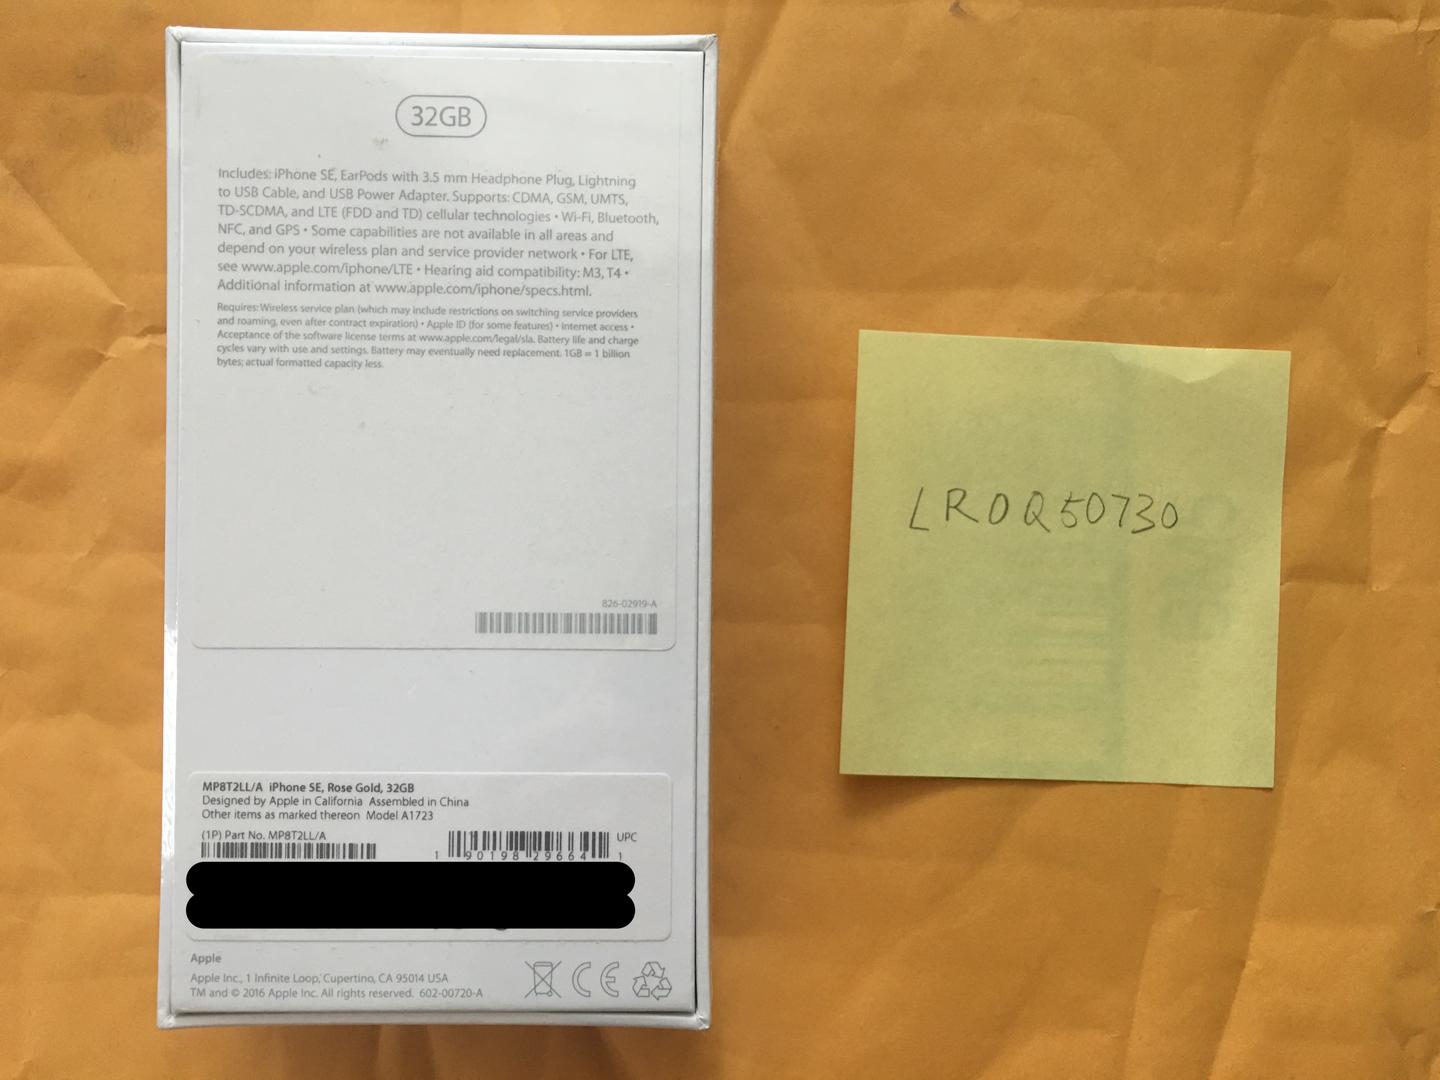 32GB
Includes: iPhone SE, EarPods with 3.5 mm Headphone Plug, Lightning
to USB Cable, and USB Power Adapter. Supports: CDMA, GSM, UMTS,
TD-SCDMA, and LTE (FDD and TD) cellular technologies • Wi-Fi, Bluetooth,
NFC, and GPS • Some capabilities are not available in all areas and
depend on your wireless plan and service provider network • For LTE,
see www.apple.com/iphone/LTE • Hearing aid compatibility: M3, T4 •
Additional information at www.apple.com/iphone/specs.html.
Requires: Wireless service plan (which may include restrictions on switching service providers
and roaming, even after contract expiration) • Apple ID (for some features) • Internet access •
Acceptance of the software license terms at www.apple.com/legal/sla. Battery life and charge
cycles vary with use and settings. Battery may eventually need replacement. 1GB = 1 billion
bytes; actual formatted capacity less.
826-02919-A
MP8T2LL/A iPhone SE, Rose Gold, 32GB
Designed by Apple in California Assembled in China
Other items as marked thereon Model A1723
(1P) Part No. MP8T2LL/A
UPC
1 90198 29664 1
Apple
Apple Inc., 1 Infinite Loop, Cupertino, CA 95014 USA
TM and © 2016 Apple Inc. All rights reserved. 602-00720-A
CE
LROQ50730